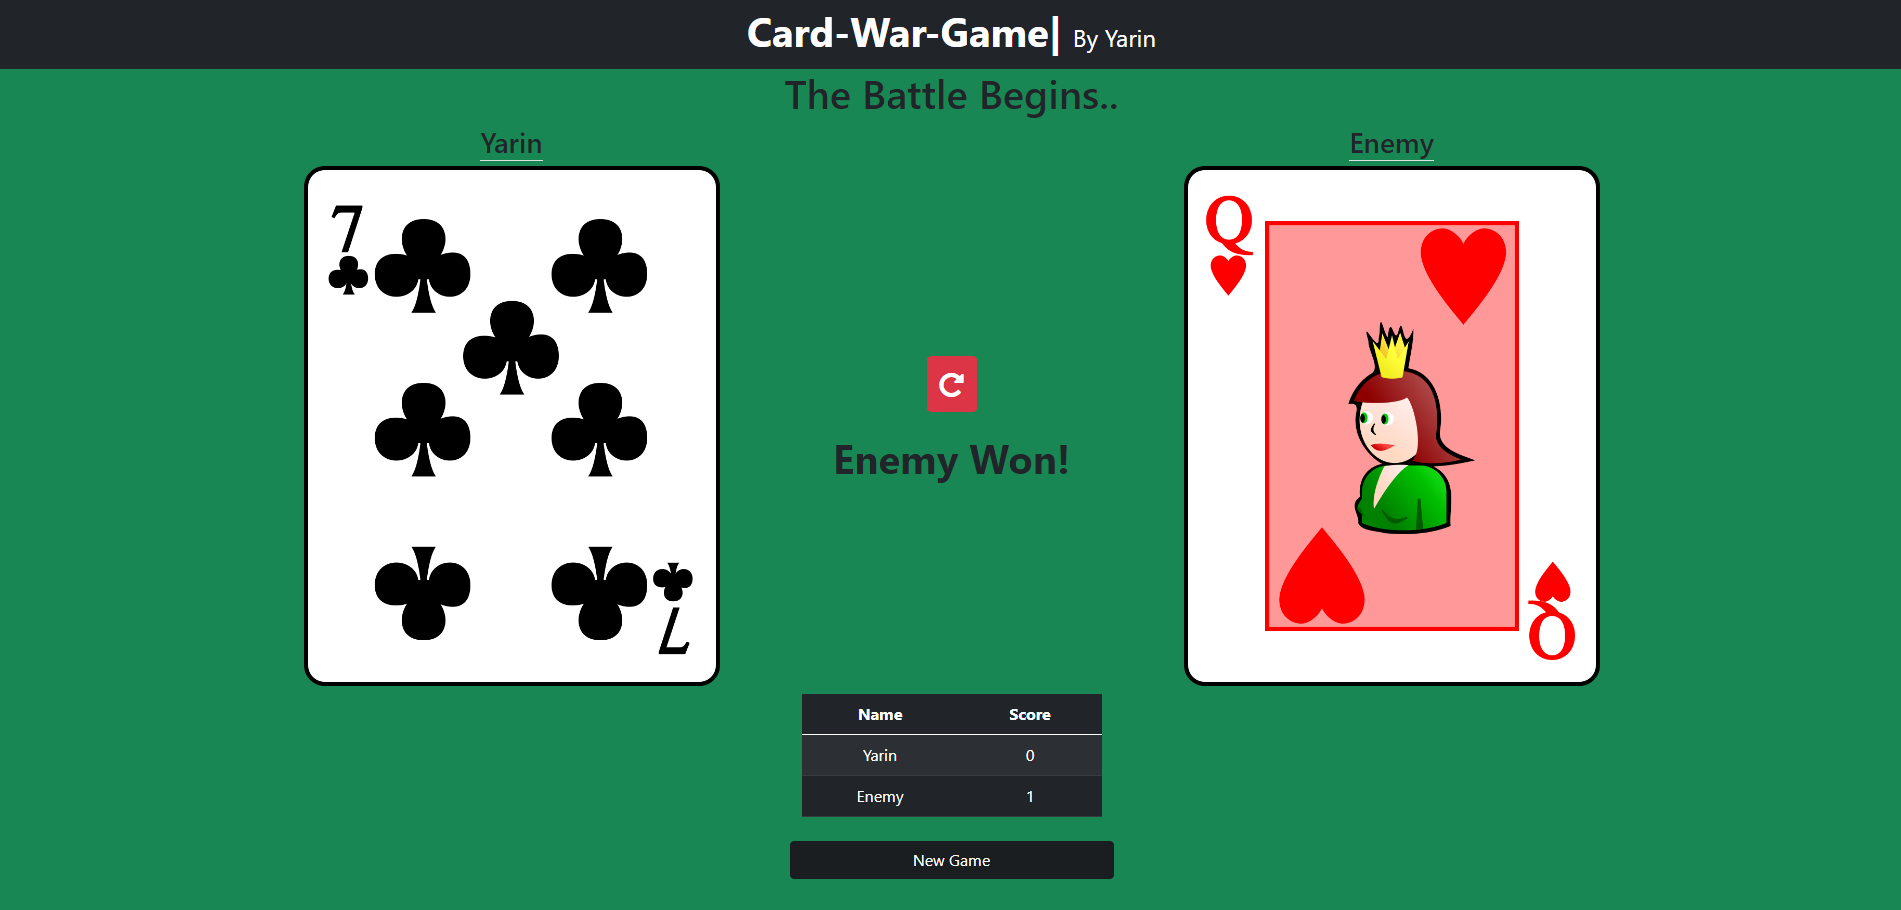 Card-War-Game| By Yarin
The Battle Begins..
Yarin
Enemy
7
Q
Enemy Won!
7
Q
Name Score
Yarin 0
Enemy 1
New Game